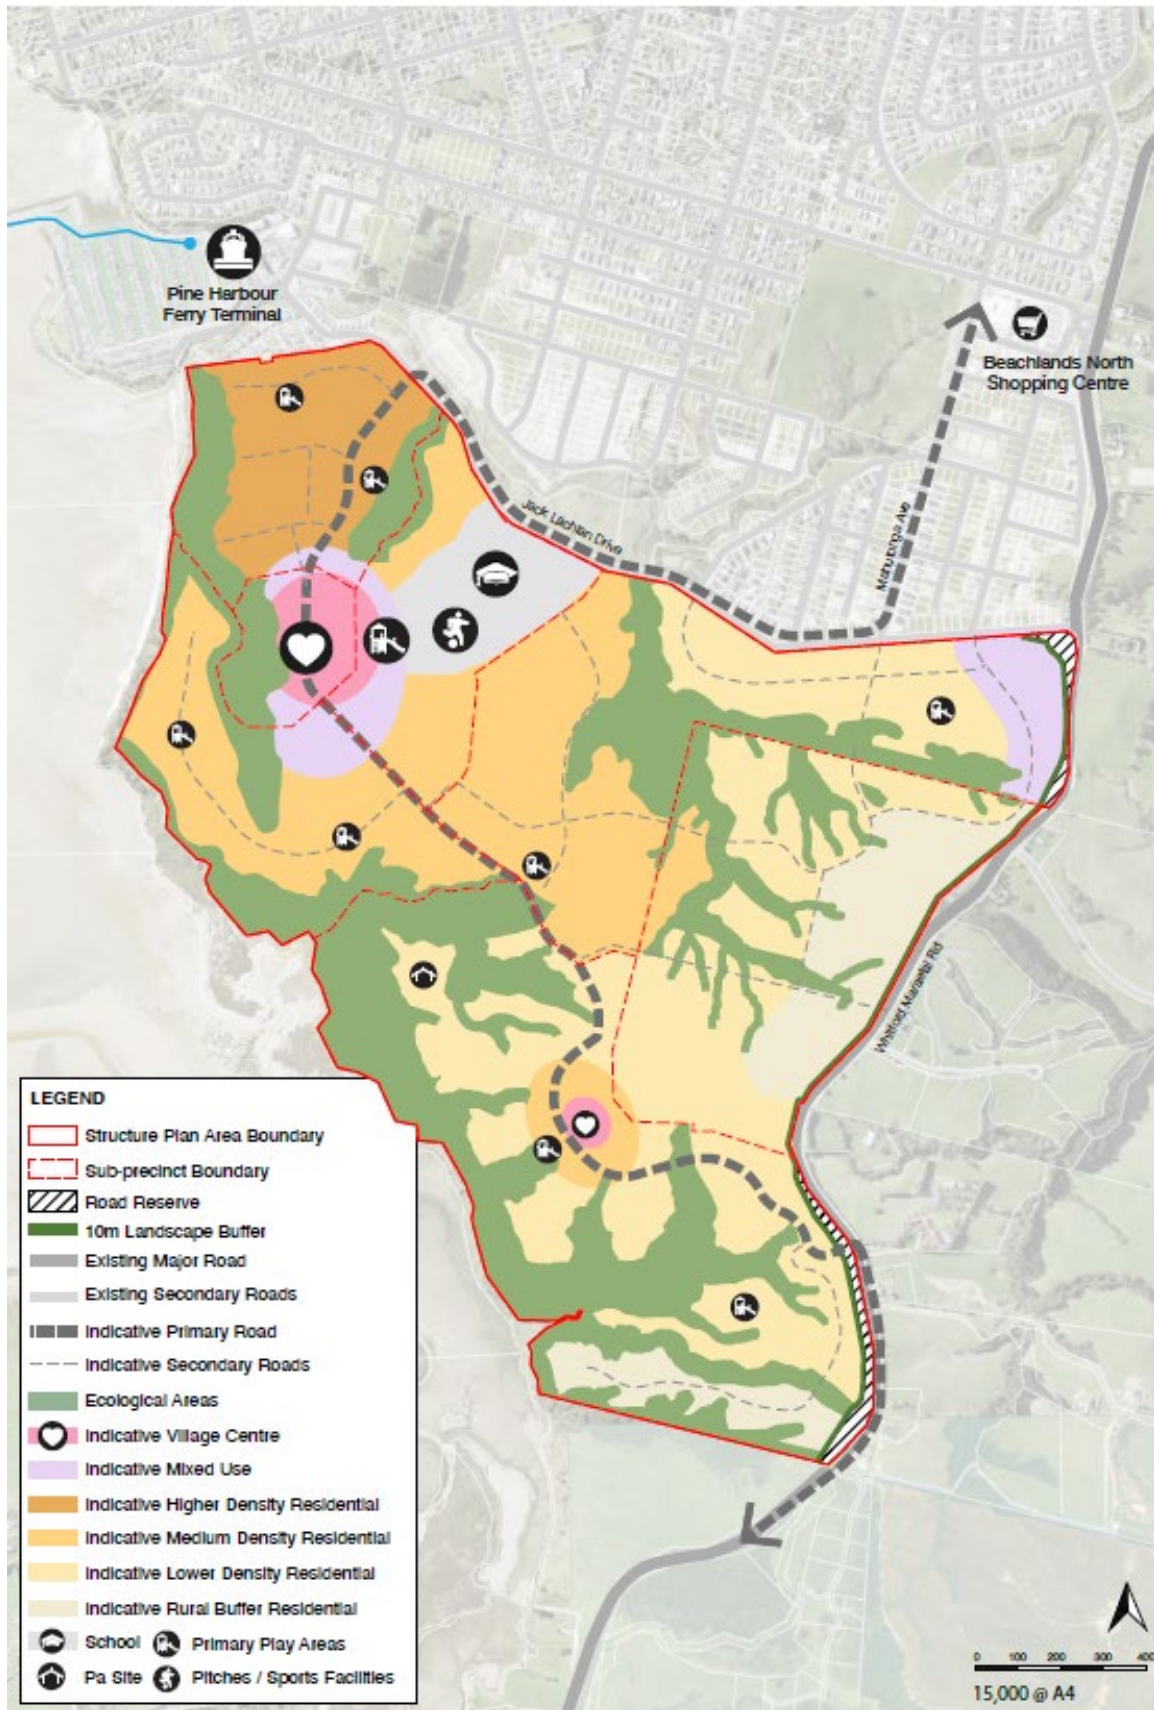 Pine Harbour
Ferry Terminal
Beachlands North
Shopping Centre
Jack Lachlan Drive
Mahutonga Ave
Whitford Maraetai Rd
LEGEND
Structure Plan Area Boundary
Sub-precinct Boundary
Road Reserve
10m Landscape Buffer
Existing Major Road
Existing Secondary Roads
Indicative Primary Road
Indicative Secondary Roads
Ecological Areas
Indicative Village Centre
Indicative Mixed Use
Indicative Higher Density Residential
Indicative Medium Density Residential
Indicative Lower Density Residential
Indicative Rural Buffer Residential
School Primary Play Areas
Pa Site Pitches / Sports Facilities
0 100 200 300 400
15,000 @ A4